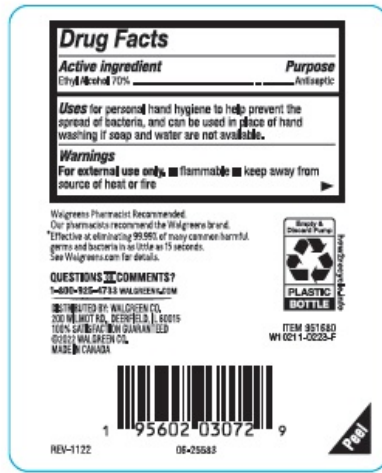 Drug Facts
Active ingredient Purpose
Ethyl Alcohol 70% Antiseptic
Uses for personal hand hygiene to help prevent the
spread of bacteria, and can be used in place of hand
washing if soap and water are not available.
Warnings
For external use only, ■ flammable ■ keep away from
source of heat or fire
Walgreens Pharmacist Recommended.
Our pharmacists recommend the Walgreens brand.
*Effective at eliminating 99.99% of many common harmful
germs and bacteria in as little as 15 seconds.
See Walgreens.com for details.
QUESTIONS OR COMMENTS?
1-800-925-4733 WALGREENS.COM
DISTRIBUTED BY: WALGREEN CO.
200 WILMOT RD., DEERFIELD, IL 60015
100% SATISFACTION GUARANTEED
©2022 WALGREEN CO.
MADE IN CANADA
Empty &
Discard Pump
PLASTIC
BOTTLE
how2recycle.info
ITEM 951680
W10211-0223-F
1 95602 03072 9
REV-1122 06-25583
Peel